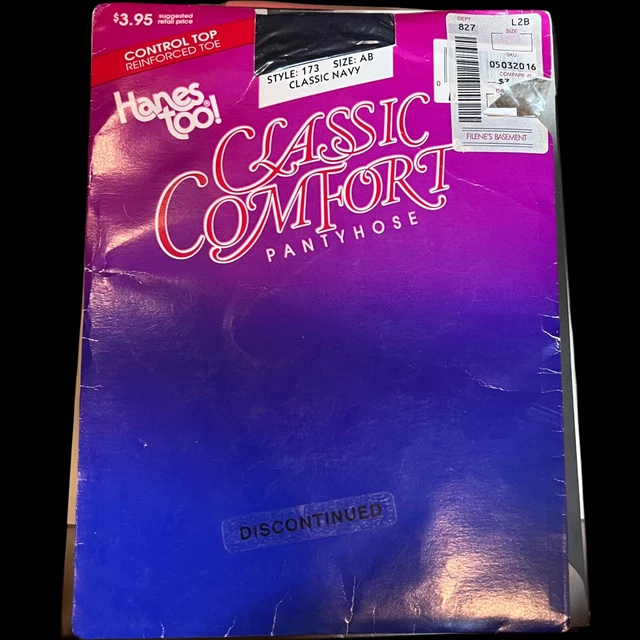 $3.95 suggested
retail price
CONTROL TOP
REINFORCED TOE
Hanes
too!®
STYLE: 173 SIZE: AB
CLASSIC NAVY
DEPT
827
L2B
SIZE
SKU
05032016
COMPARE AT
FILENE'S BASEMENT
CLASSIC
COMFORT
PANTYHOSE
DISCONTINUED